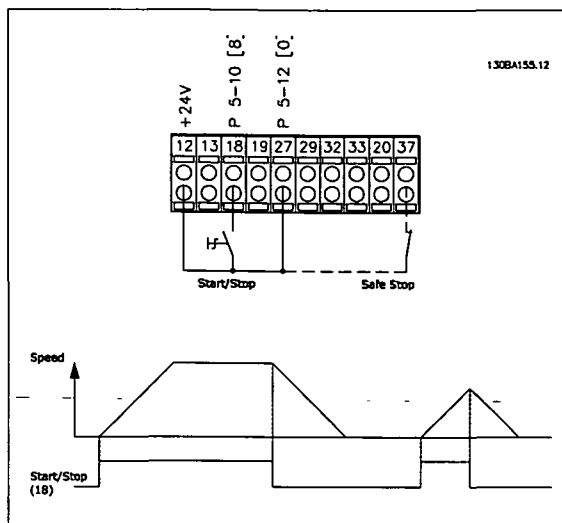 130BA155.12
+24V
P 5-10 [8]
P 5-12 [0]
12 13 18 19 27 29 32 33 20 37
Start/Stop
Safe Stop
Speed
Start/Stop
(18)